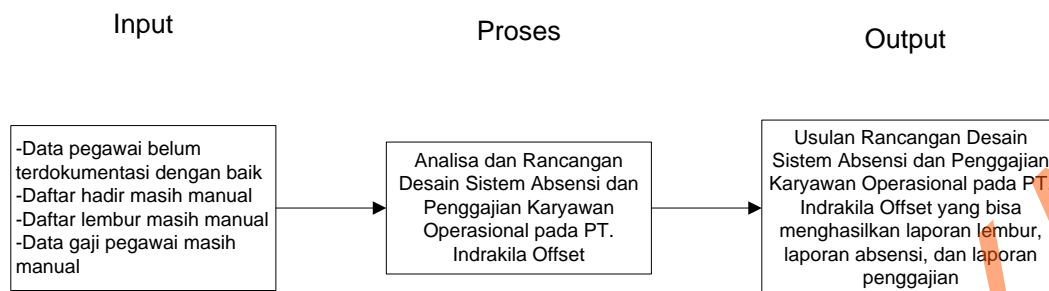 Input
Proses
Output
-Data pegawai belum
terdokumentasi dengan baik
-Daftar hadir masih manual
-Daftar lembur masih manual
-Data gaji pegawai masih
manual
Analisa dan Rancangan
Desain Sistem Absensi dan
Penggajian Karyawan
Operasional pada PT.
Indrakila Offset
Usulan Rancangan Desain
Sistem Absensi dan Penggajian
Karyawan Operasional pada PT.
Indrakila Offset yang bisa
menghasilkan laporan lembur,
laporan absensi, dan laporan
penggajian